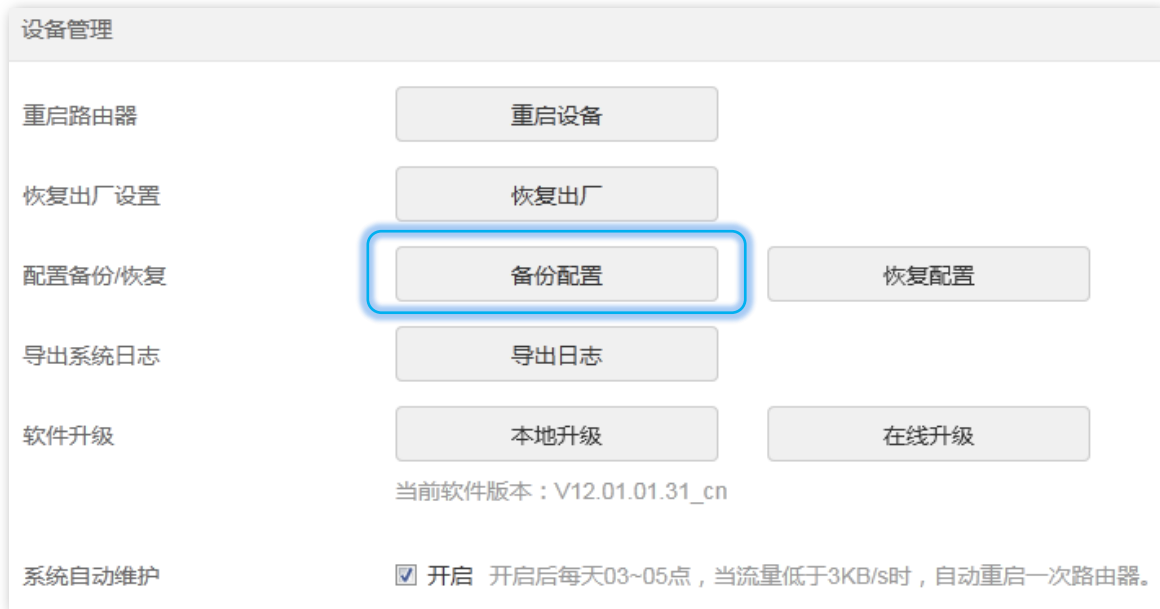 设备管理
重启路由器 重启设备
恢复出厂设置 恢复出厂
配置备份/恢复 备份配置 恢复配置
导出系统日志 导出日志
软件升级 本地升级 在线升级
当前软件版本：V12.01.01.31_cn
系统自动维护 开启 开启后每天03~05点，当流量低于3KB/s时，自动重启一次路由器。